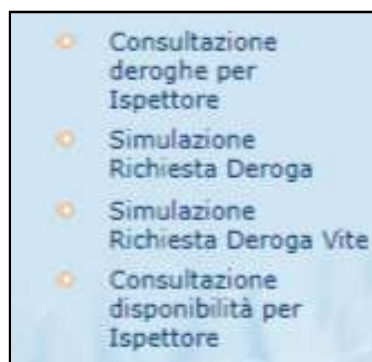 Consultazione
deroghe per
Ispettore
Simulazione
Richiesta Deroga
Simulazione
Richiesta Deroga Vite
Consultazione
disponibilità per
Ispettore